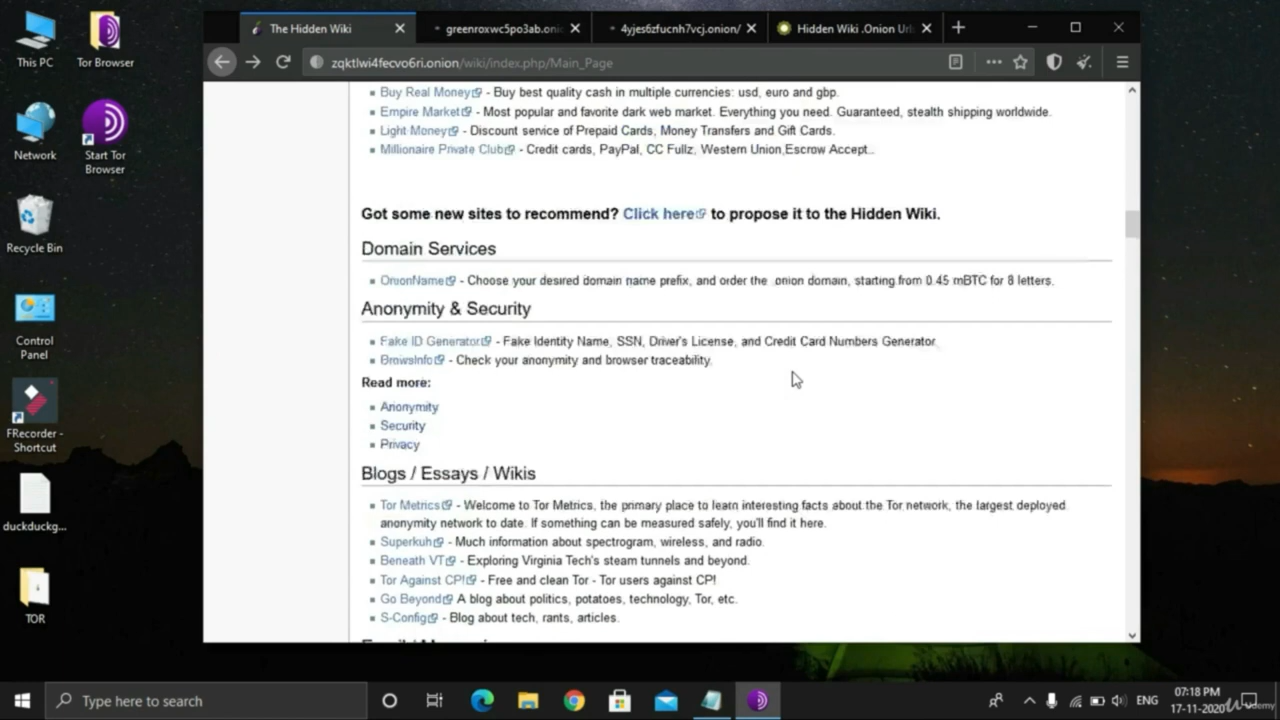 This PC
Tor Browser
Network
Start Tor
Browser
Recycle Bin
Control
Panel
FRecorder -
Shortcut
duckduckg...
TOR
The Hidden Wiki
greenroxwc5po3ab.oni
4yjes6zfucnh7vcj.onion/
Hidden Wiki .Onion Url
zqktlwi4fecvo6ri.onion/wiki/index.php/Main_Page
Buy Real Money - Buy best quality cash in multiple currencies: usd, euro and gbp.
Empire Market - Most popular and favorite dark web market. Everything you need. Guaranteed, stealth shipping worldwide.
Light Money - Discount service of Prepaid Cards, Money Transfers and Gift Cards.
Millionaire Private Club - Credit cards, PayPal, CC Fullz, Western Union,Escrow Accept...
Got some new sites to recommend? Click here to propose it to the Hidden Wiki.
Domain Services
OnionName - Choose your desired domain name prefix, and order the .onion domain, starting from 0.45 mBTC for 8 letters.
Anonymity & Security
Fake ID Generator - Fake Identity Name, SSN, Driver's License, and Credit Card Numbers Generator.
BrowsInfo - Check your anonymity and browser traceability.
Read more:
Anonymity
Security
Privacy
Blogs / Essays / Wikis
Tor Metrics - Welcome to Tor Metrics, the primary place to learn interesting facts about the Tor network, the largest deployed
anonymity network to date. If something can be measured safely, you'll find it here.
Superkuh - Much information about spectrogram, wireless, and radio.
Beneath VT - Exploring Virginia Tech's steam tunnels and beyond.
Tor Against CP! - Free and clean Tor - Tor users against CP!
Go Beyond A blog about politics, potatoes, technology, Tor, etc.
S-Config - Blog about tech, rants, articles.
Type here to search
ENG
07:18 PM
17-11-2020
Udemy